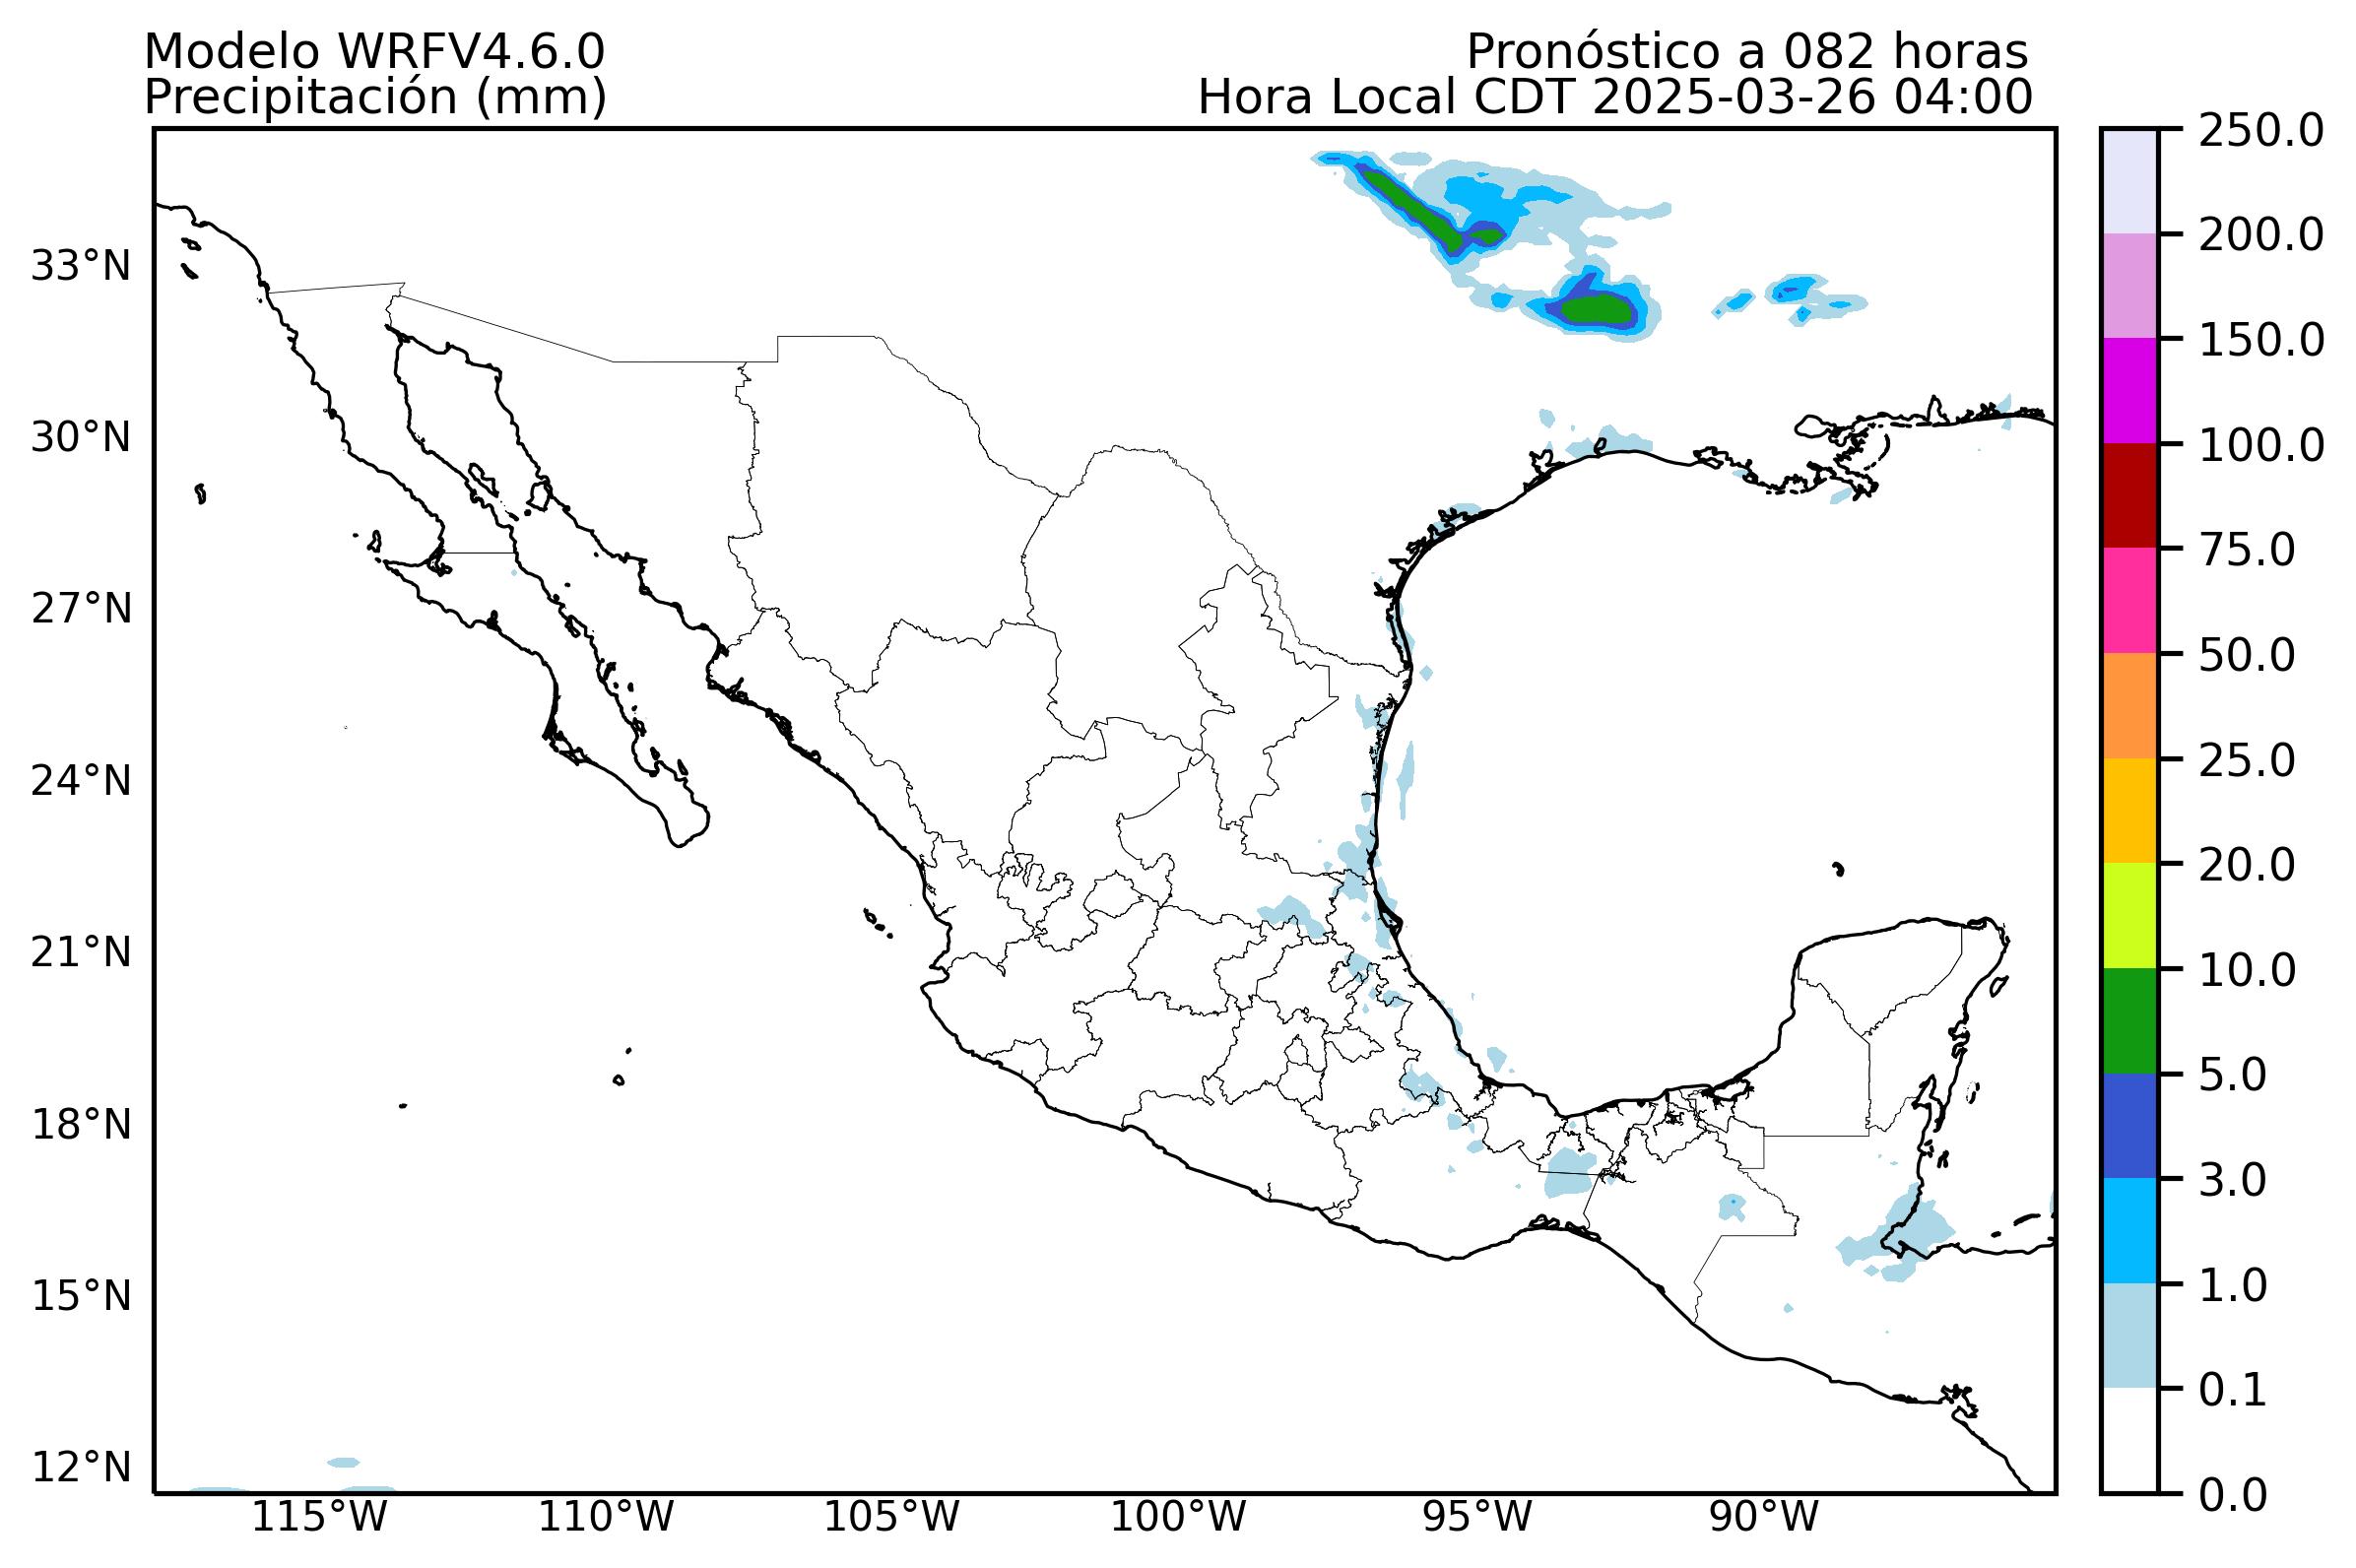 Modelo WRFV4.6.0
Precipitación (mm)
Pronóstico a 082 horas
Hora Local CDT 2025-03-26 04:00
33°N
30°N
27°N
24°N
21°N
18°N
15°N
12°N
115°W
110°W
105°W
100°W
95°W
90°W
250.0
200.0
150.0
100.0
75.0
50.0
25.0
20.0
10.0
5.0
3.0
1.0
0.1
0.0